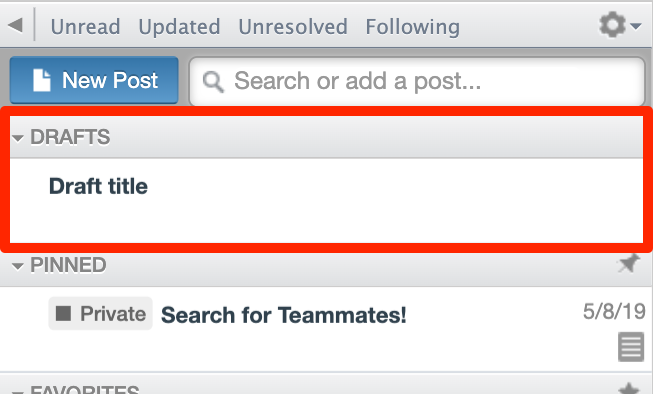 Unread Updated Unresolved Following
New Post Search or add a post...
DRAFTS
Draft title
PINNED
Private Search for Teammates! 5/8/19
FAVORITES